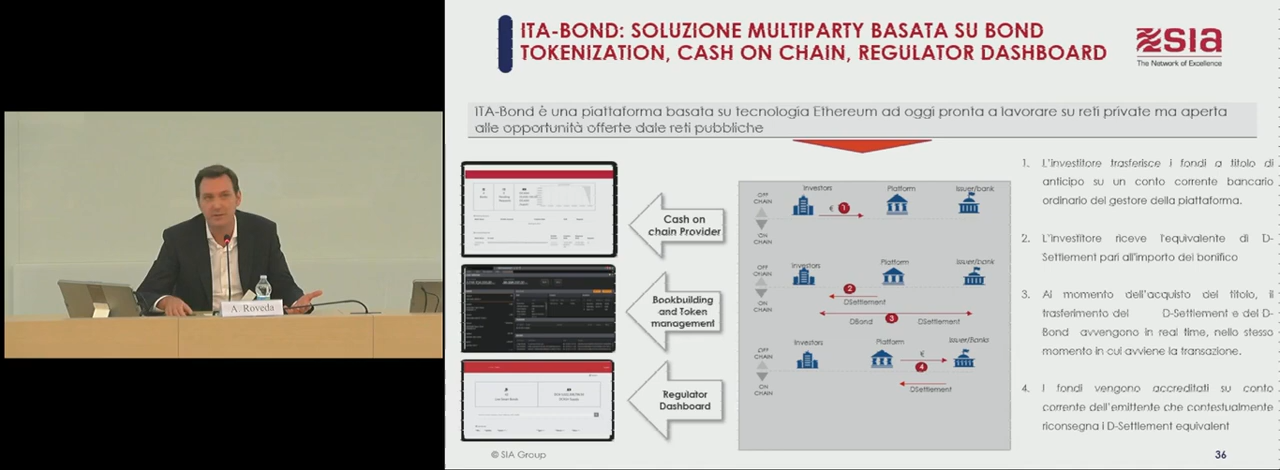 A. Roveda
ITA-BOND: SOLUZIONE MULTIPARTY BASATA SU BOND
TOKENIZATION, CASH ON CHAIN, REGULATOR DASHBOARD
sia
The Network of Excellence
ITA-Bond è una piattaforma basata su tecnologia Ethereum ad oggi pronta a lavorare su reti private ma aperta
alle opportunità offerte dale reti pubbliche
Cash on
chain Provider
Bookbuilding
and Token
management
Regulator
Dashboard
OFF
CHAIN
ON
CHAIN
Investors
Platform
Issuer/bank
€
1
OFF
CHAIN
ON
CHAIN
Investors
Platform
Issuer/bank
2
DSettlement
3
DBond
DSettlement
OFF
CHAIN
ON
CHAIN
Investors
Platform
Issuer/Banks
€
4
DSettlement
1. L'investitore trasferisce i fondi a titolo di
anticipo su un conto corrente bancario
ordinario del gestore della piattaforma.
2. L'investitore riceve l'equivalente di D-
Settlement pari all'importo del bonifico
3. Al momento dell'acquisto del titolo, il
trasferimento del D-Settlement e del D-
Bond avvengono in real time, nello stesso
momento in cui avviene la transazione.
4. I fondi vengono accreditati su conto
corrente dell'emittente che contestualmente
riconsegna i D-Settlement equivalent
© SIA Group
36